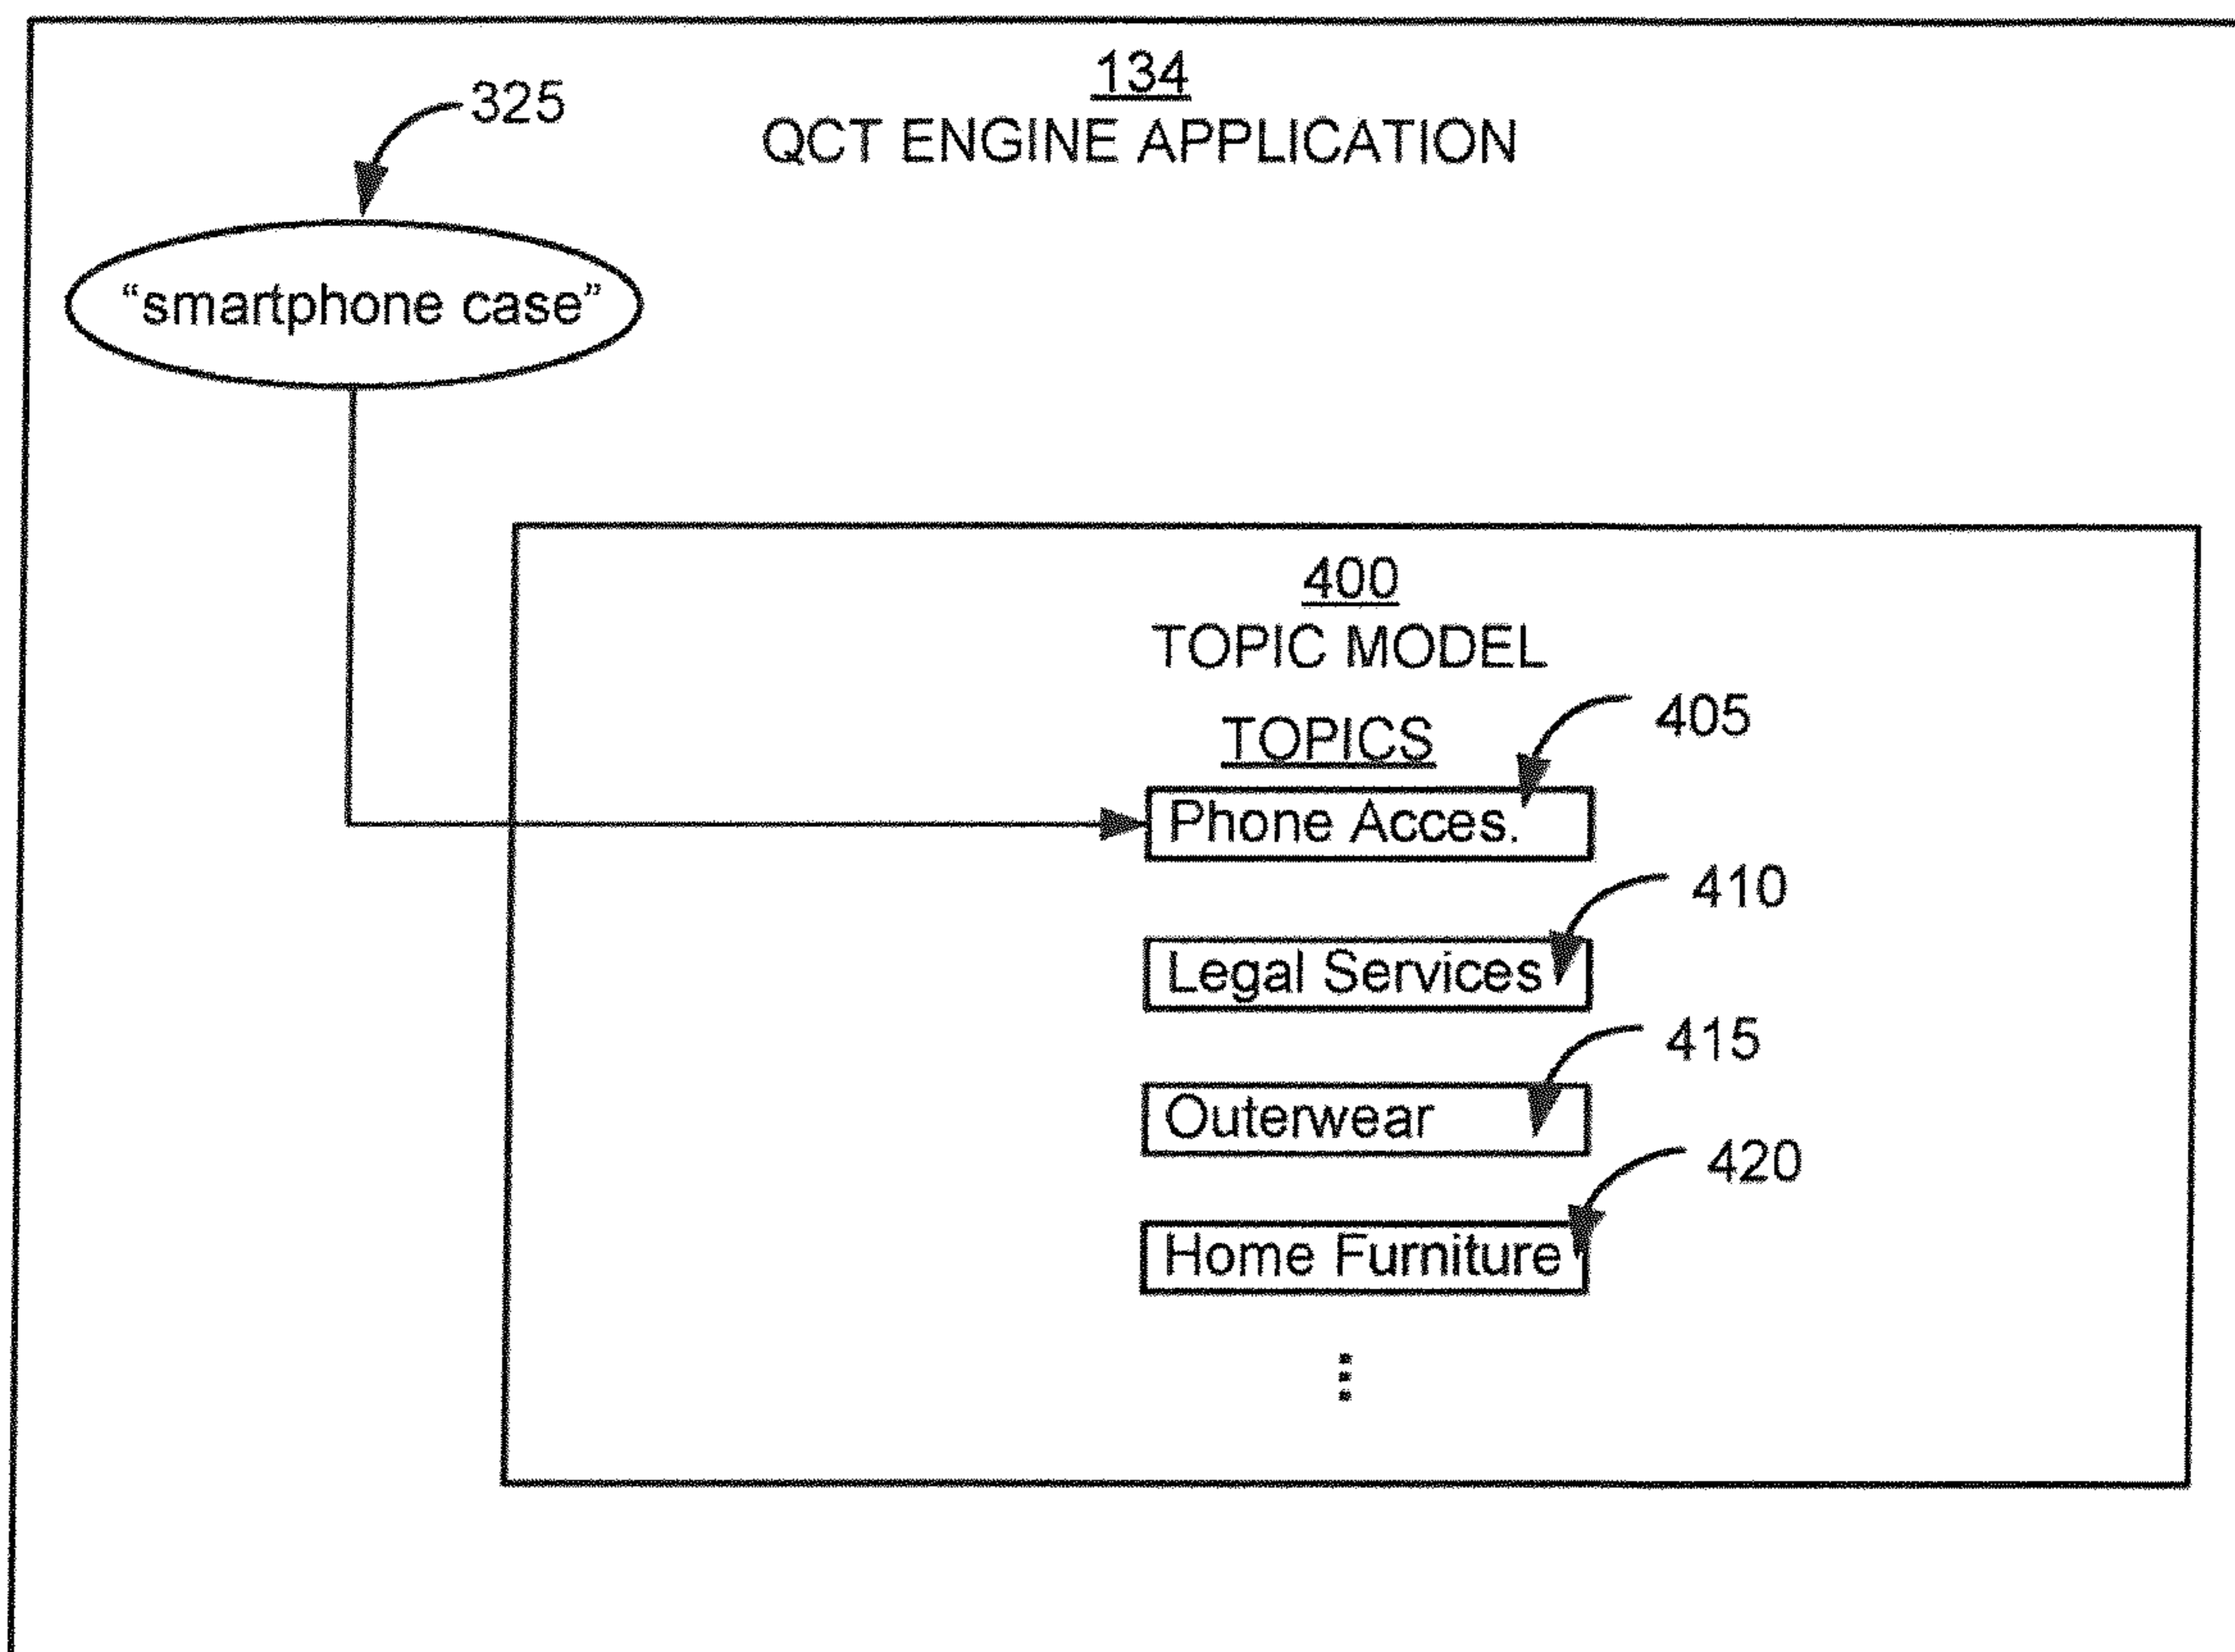 134
QCT ENGINE APPLICATION
325
“smartphone case”
400
TOPIC MODEL
TOPICS
405
Phone Acces.
410
Legal Services
415
Outerwear
420
Home Furniture
⋮